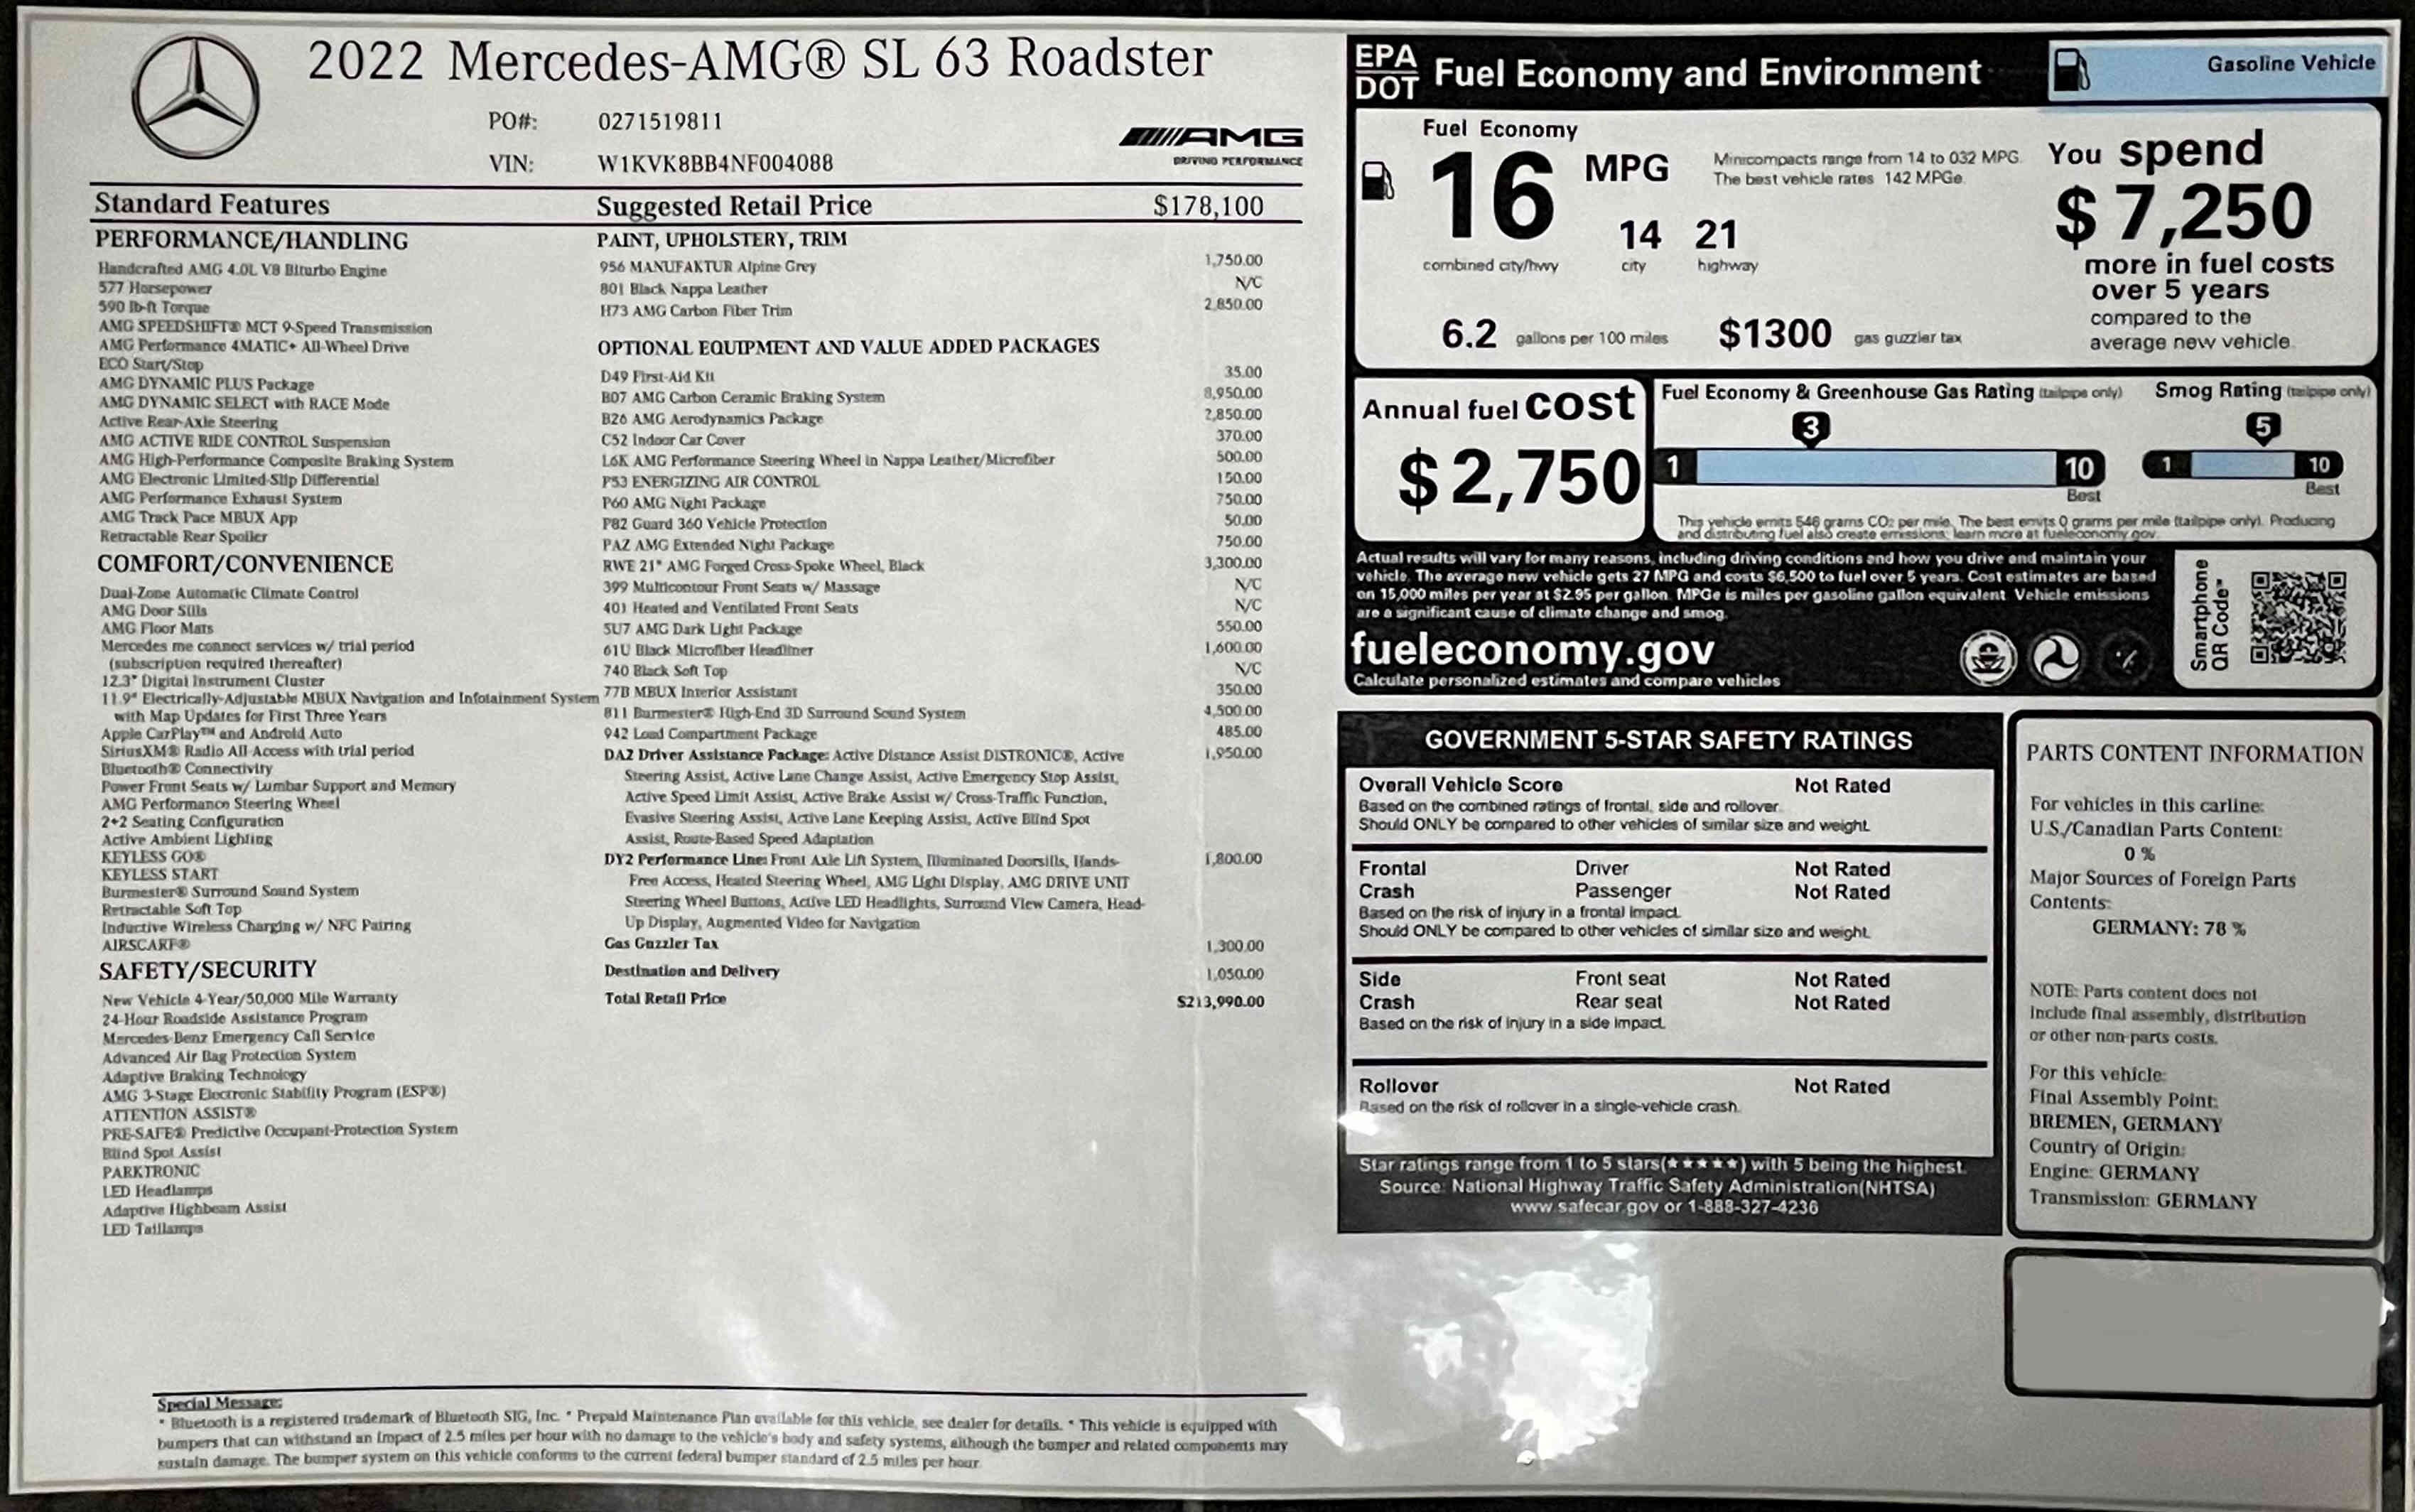 2022 Mercedes-AMG® SL 63 Roadster
PO#: 0271519811
VIN: W1KVK8BB4NF004088
AMG
DRIVING PERFORMANCE
Standard Features
PERFORMANCE/HANDLING
Handcrafted AMG 4.0L V8 Biturbo Engine
577 Horsepower
590 lb-ft Torque
AMG SPEEDSHIFT® MCT 9-Speed Transmission
AMG Performance 4MATIC+ All-Wheel Drive
ECO Start/Stop
AMG DYNAMIC PLUS Package
AMG DYNAMIC SELECT with RACE Mode
Active Rear-Axle Steering
AMG ACTIVE RIDE CONTROL Suspension
AMG High-Performance Composite Braking System
AMG Electronic Limited-Slip Differential
AMG Performance Exhaust System
AMG Track Pace MBUX App
Retractable Rear Spoiler
COMFORT/CONVENIENCE
Dual-Zone Automatic Climate Control
AMG Door Sills
AMG Floor Mats
Mercedes me connect services w/ trial period
(subscription required thereafter)
12.3" Digital Instrument Cluster
11.9" Electrically-Adjustable MBUX Navigation and Infotainment System
with Map Updates for First Three Years
Apple CarPlay™ and Android Auto
SiriusXM® Radio All-Access with trial period
Bluetooth® Connectivity
Power Front Seats w/ Lumbar Support and Memory
AMG Performance Steering Wheel
2+2 Seating Configuration
Active Ambient Lighting
KEYLESS GO®
KEYLESS START
Burmester® Surround Sound System
Retractable Soft Top
Inductive Wireless Charging w/ NFC Pairing
AIRSCARF®
SAFETY/SECURITY
New Vehicle 4-Year/50,000 Mile Warranty
24-Hour Roadside Assistance Program
Mercedes-Benz Emergency Call Service
Advanced Air Bag Protection System
Adaptive Braking Technology
AMG 3-Stage Electronic Stability Program (ESP®)
ATTENTION ASSIST®
PRE-SAFE® Predictive Occupant-Protection System
Blind Spot Assist
PARKTRONIC
LED Headlamps
Adaptive Highbeam Assist
LED Taillamps
Suggested Retail Price $178,100
PAINT, UPHOLSTERY, TRIM
956 MANUFAKTUR Alpine Grey 1,750.00
801 Black Nappa Leather N/C
H73 AMG Carbon Fiber Trim 2,850.00
OPTIONAL EQUIPMENT AND VALUE ADDED PACKAGES
D49 First-Aid Kit 35.00
B07 AMG Carbon Ceramic Braking System 8,950.00
B26 AMG Aerodynamics Package 2,850.00
C52 Indoor Car Cover 370.00
L6K AMG Performance Steering Wheel in Nappa Leather/Microfiber 500.00
P53 ENERGIZING AIR CONTROL 150.00
P60 AMG Night Package 750.00
P82 Guard 360 Vehicle Protection 50.00
PAZ AMG Extended Night Package 750.00
RWE 21" AMG Forged Cross-Spoke Wheel, Black 3,300.00
399 Multicontour Front Seats w/ Massage N/C
401 Heated and Ventilated Front Seats N/C
5U7 AMG Dark Light Package 550.00
61U Black Microfiber Headliner 1,600.00
740 Black Soft Top N/C
77B MBUX Interior Assistant 350.00
811 Burmester® High-End 3D Surround Sound System 4,500.00
942 Load Compartment Package 485.00
DA2 Driver Assistance Package: Active Distance Assist DISTRONIC®, Active 1,950.00
Steering Assist, Active Lane Change Assist, Active Emergency Stop Assist,
Active Speed Limit Assist, Active Brake Assist w/ Cross-Traffic Function,
Evasive Steering Assist, Active Lane Keeping Assist, Active Blind Spot
Assist, Route-Based Speed Adaptation
DY2 Performance Line: Front Axle Lift System, Illuminated Doorsills, Hands- 1,800.00
Free Access, Heated Steering Wheel, AMG Light Display, AMG DRIVE UNIT
Steering Wheel Buttons, Active LED Headlights, Surround View Camera, Head-
Up Display, Augmented Video for Navigation
Gas Guzzler Tax 1,300.00
Destination and Delivery 1,050.00
Total Retail Price $213,990.00
Special Message:
* Bluetooth is a registered trademark of Bluetooth SIG, Inc. * Prepaid Maintenance Plan available for this vehicle, see dealer for details. * This vehicle is equipped with
bumpers that can withstand an impact of 2.5 miles per hour with no damage to the vehicle's body and safety systems, although the bumper and related components may
sustain damage. The bumper system on this vehicle conforms to the current federal bumper standard of 2.5 miles per hour.
EPA
DOT Fuel Economy and Environment
Gasoline Vehicle
Fuel Economy
16 MPG
combined city/hwy
14 city
21 highway
Minicompacts range from 14 to 032 MPG.
The best vehicle rates 142 MPGe.
6.2 gallons per 100 miles
$1300 gas guzzler tax
You spend
$7,250
more in fuel costs
over 5 years
compared to the
average new vehicle.
Annual fuel cost
$2,750
Fuel Economy & Greenhouse Gas Rating (tailpipe only)
3
1 10
Best
Smog Rating (tailpipe only)
5
1 10
Best
This vehicle emits 546 grams CO2 per mile. The best emits 0 grams per mile (tailpipe only). Producing
and distributing fuel also create emissions; learn more at fueleconomy.gov.
Actual results will vary for many reasons, including driving conditions and how you drive and maintain your
vehicle. The average new vehicle gets 27 MPG and costs $6,500 to fuel over 5 years. Cost estimates are based
on 15,000 miles per year at $2.95 per gallon. MPGe is miles per gasoline gallon equivalent. Vehicle emissions
are a significant cause of climate change and smog.
fueleconomy.gov
Calculate personalized estimates and compare vehicles
Smartphone
QR Code™
GOVERNMENT 5-STAR SAFETY RATINGS
Overall Vehicle Score Not Rated
Based on the combined ratings of frontal, side and rollover.
Should ONLY be compared to other vehicles of similar size and weight.
Frontal Driver Not Rated
Crash Passenger Not Rated
Based on the risk of injury in a frontal impact.
Should ONLY be compared to other vehicles of similar size and weight.
Side Front seat Not Rated
Crash Rear seat Not Rated
Based on the risk of injury in a side impact.
Rollover Not Rated
Based on the risk of rollover in a single-vehicle crash.
Star ratings range from 1 to 5 stars(★★★★★) with 5 being the highest.
Source: National Highway Traffic Safety Administration(NHTSA)
www.safecar.gov or 1-888-327-4236
PARTS CONTENT INFORMATION
For vehicles in this carline:
U.S./Canadian Parts Content:
0 %
Major Sources of Foreign Parts
Contents:
GERMANY: 78 %
NOTE: Parts content does not
include final assembly, distribution
or other non-parts costs.
For this vehicle:
Final Assembly Point:
BREMEN, GERMANY
Country of Origin:
Engine: GERMANY
Transmission: GERMANY